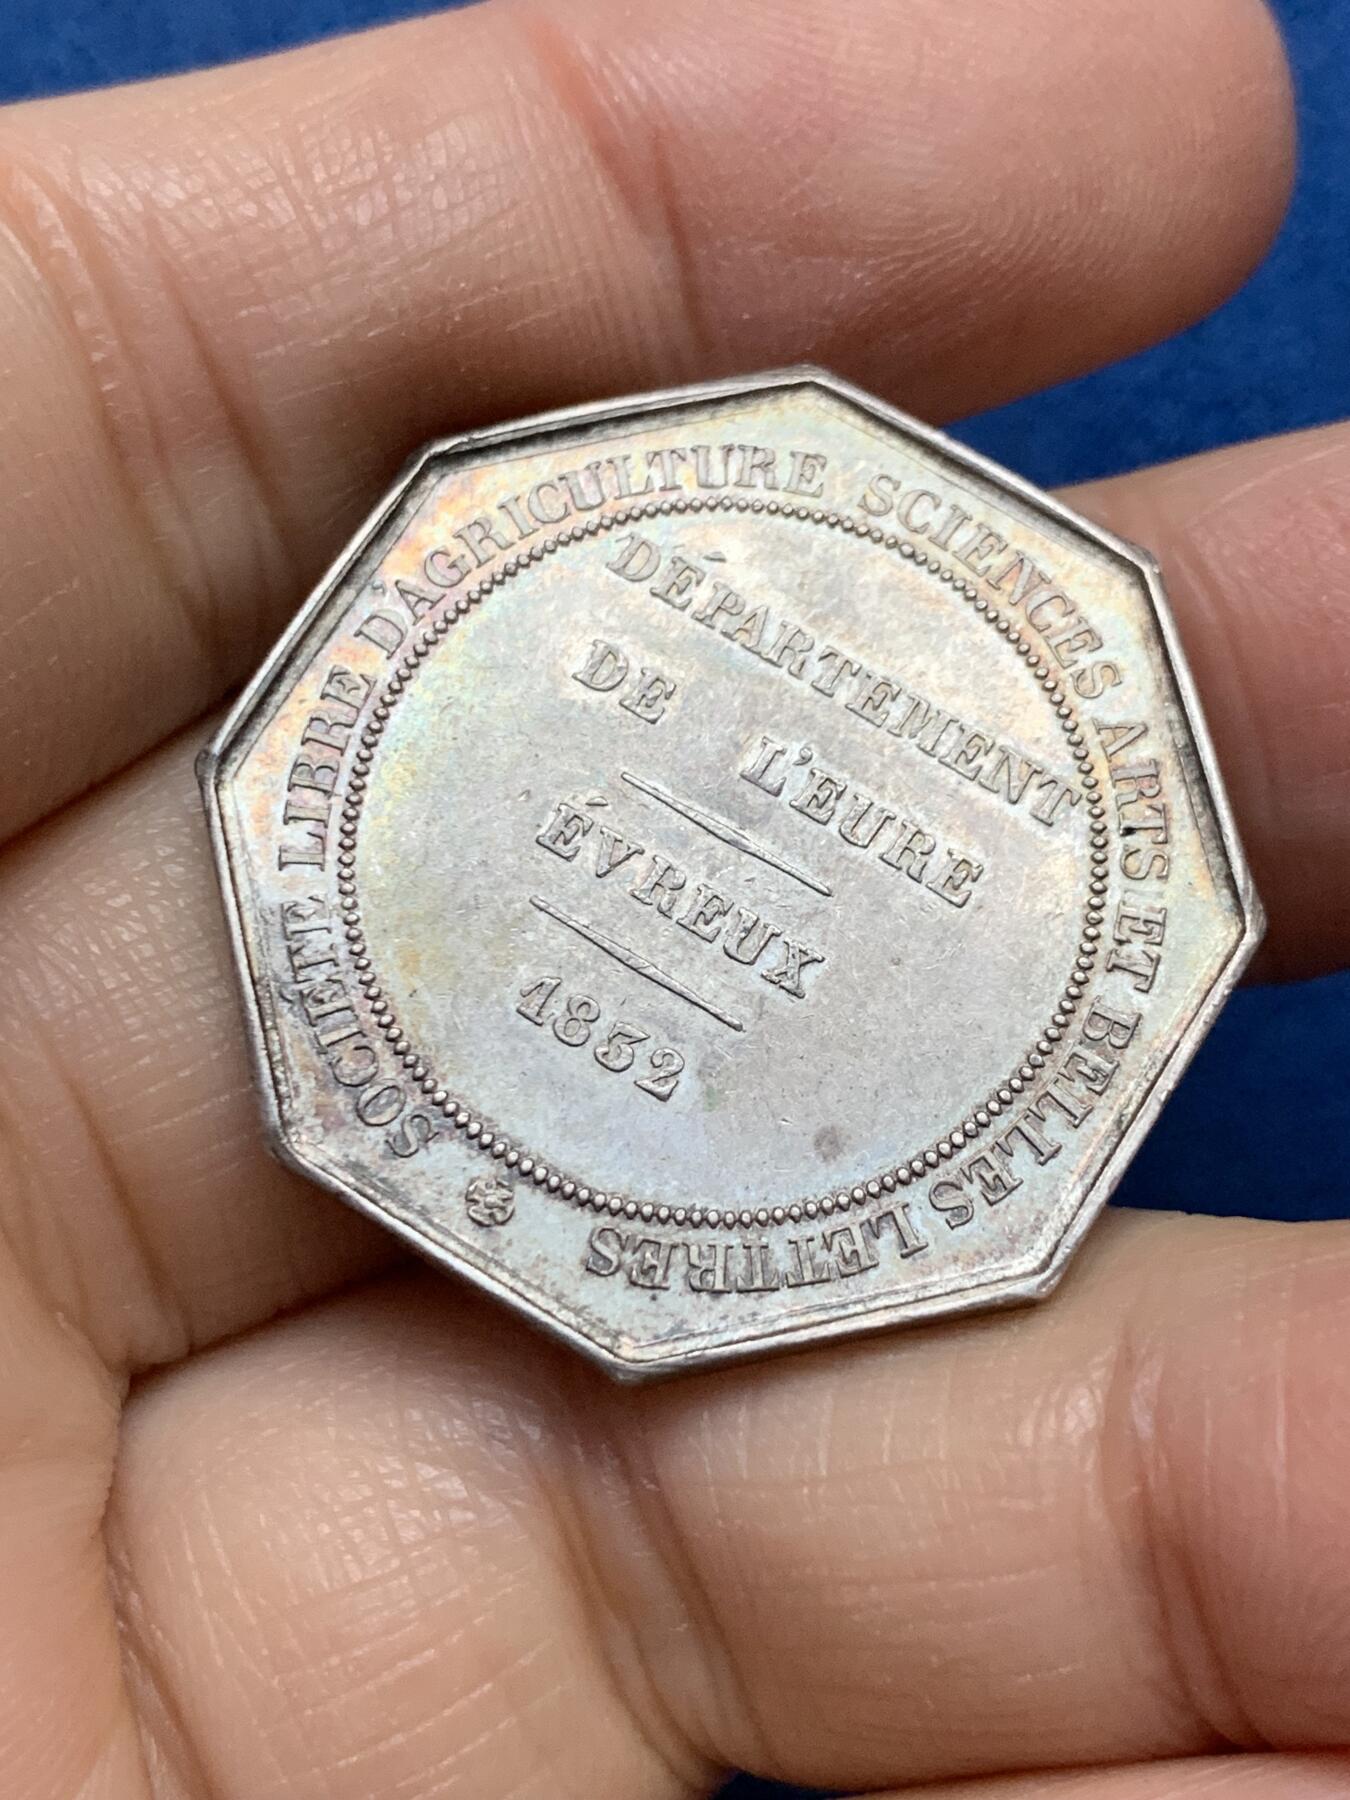 SOCIÉTÉ LIBRE D'AGRICULTURE SCIENCES ARTS ET BELLES LETTRES
DÉPARTEMENT
DE L'EURE
ÉVREUX
1832